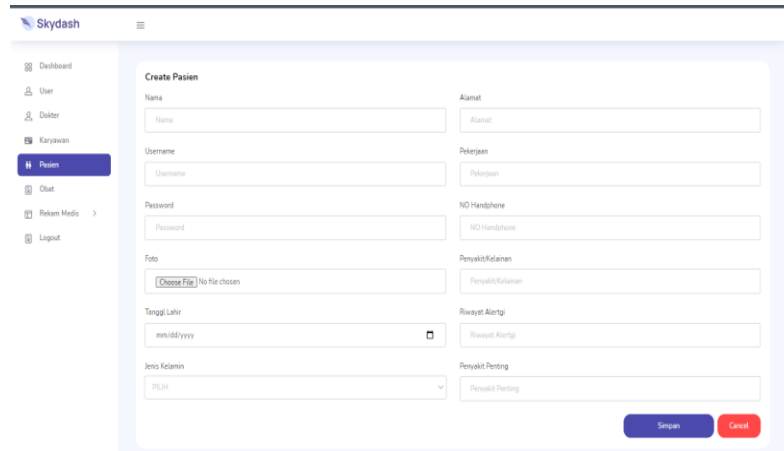 Skydash
Dashboard
User
Dokter
Karyawan
Pasien
Obat
Rekam Medis
Logout
Create Pasien
Nama
Nama
Username
Username
Password
Password
Foto
Choose File No file chosen
Tanggl Lahir
mm/dd/yyyy
Jenis Kelamin
PILIH
Alamat
Alamat
Pekerjaan
Pekerjaan
NO Handphone
NO Handphone
Penyakit/Kelainan
Penyakit/Kelainan
Riwayat Alertgi
Riwayat Alertgi
Penyakit Penting
Penyakit Penting
Simpan
Cancel